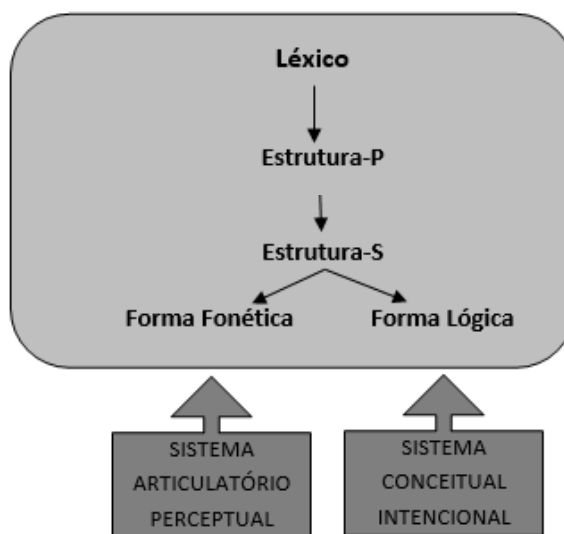 Léxico
Estrutura-P
Estrutura-S
Forma Fonética
Forma Lógica
SISTEMA
ARTICULATÓRIO
PERCEPTUAL
SISTEMA
CONCEITUAL
INTENCIONAL